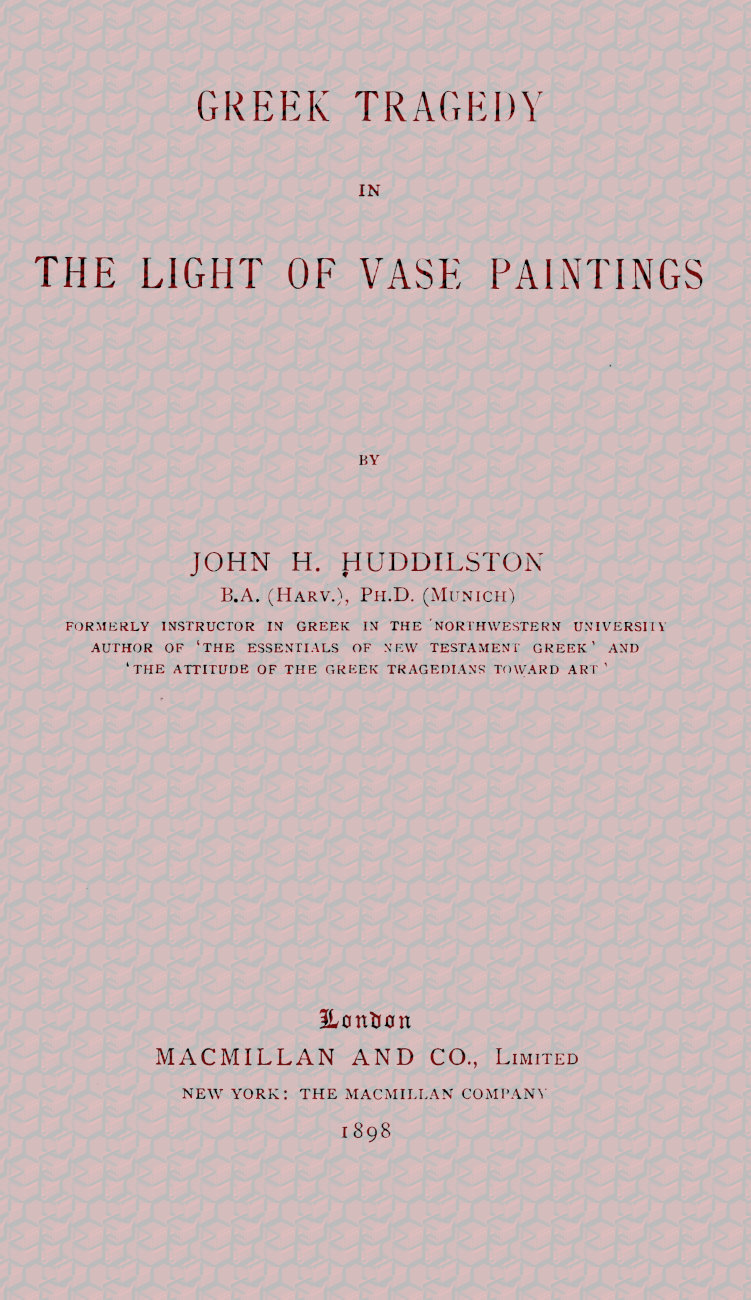 GREEK TRAGEDY
IN
THE LIGHT OF VASE PAINTINGS
BY
JOHN H. HUDDILSTON
B.A. (HARV.), PH.D. (MUNICH)
FORMERLY INSTRUCTOR IN GREEK IN THE NORTHWESTERN UNIVERSITY
AUTHOR OF 'THE ESSENTIALS OF NEW TESTAMENT GREEK' AND
'THE ATTITUDE OF THE GREEK TRAGEDIANS TOWARD ART'
London
MACMILLAN AND CO., LIMITED
NEW YORK: THE MACMILLAN COMPANY
1898